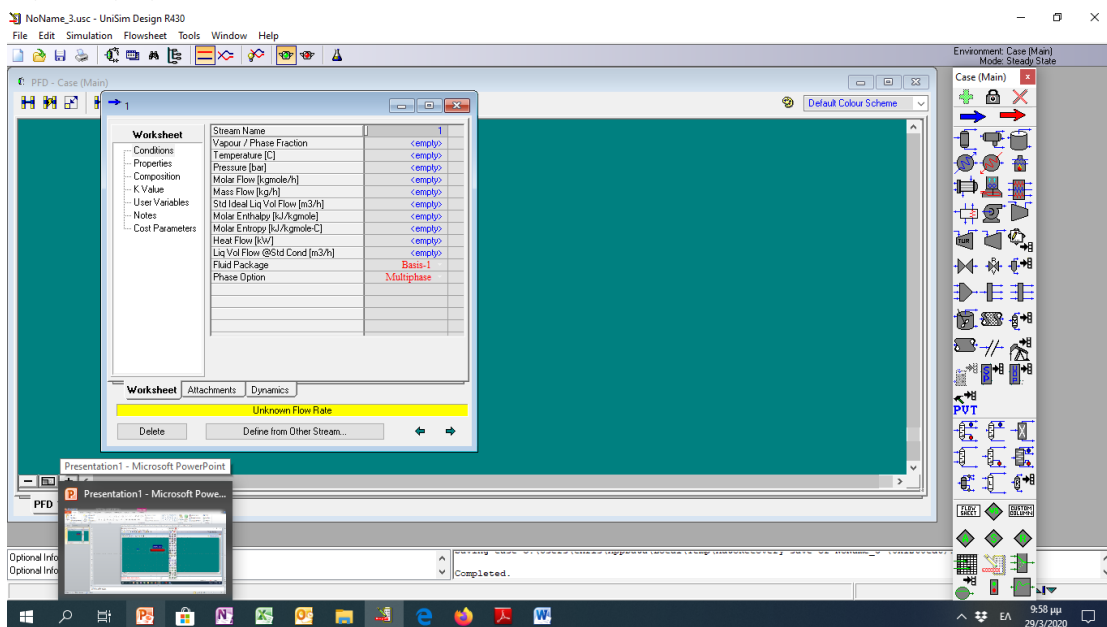 NoName_3.usc - UniSim Design R430
File Edit Simulation Flowsheet Tools Window Help
Environment: Case (Main)
Mode: Steady State
PFD - Case (Main)
Case (Main)
Default Colour Scheme
1
Worksheet
Conditions
Properties
Composition
K Value
User Variables
Notes
Cost Parameters
Stream Name 1
Vapour / Phase Fraction <empty>
Temperature [C] <empty>
Pressure [bar] <empty>
Molar Flow [kgmole/h] <empty>
Mass Flow [kg/h] <empty>
Std Ideal Liq Vol Flow [m3/h] <empty>
Molar Enthalpy [kJ/kgmole] <empty>
Molar Entropy [kJ/kgmole-C] <empty>
Heat Flow [kW] <empty>
Liq Vol Flow @Std Cond [m3/h] <empty>
Fluid Package Basis-1
Phase Option Multiphase
Worksheet Attachments Dynamics
Unknown Flow Rate
Delete Define from Other Stream...
TUR
PVT
FLOW SHEET
CUSTOM COLUMN
Presentation1 - Microsoft PowerPoint
Presentation1 - Microsoft Powe...
PFD
Optional Info
Optional Info
Completed.
ΕΛ
9:58 μμ
29/3/2020